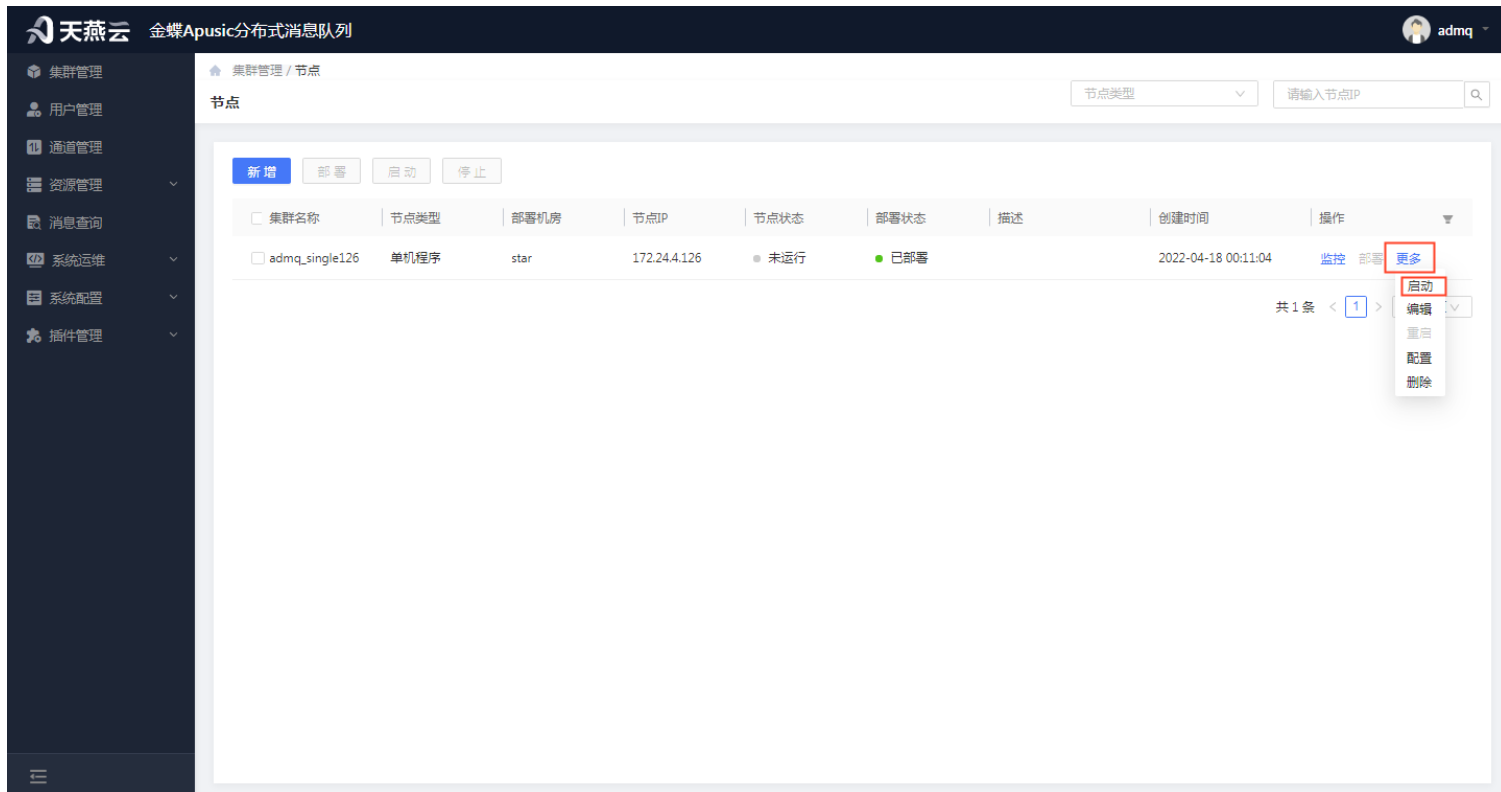 天燕云 金蝶Apusic分布式消息队列 admq
集群管理
用户管理
通道管理
资源管理
消息查询
系统运维
系统配置
插件管理
集群管理 / 节点
节点 节点类型 请输入节点IP
新增 部署 启动 停止
集群名称 节点类型 部署机房 节点IP 节点状态 部署状态 描述 创建时间 操作
admq_single126 单机程序 star 172.24.4.126 未运行 已部署 2022-04-18 00:11:04 监控 部署 更多
共 1 条 < 1 >
启动
编辑
重启
配置
删除